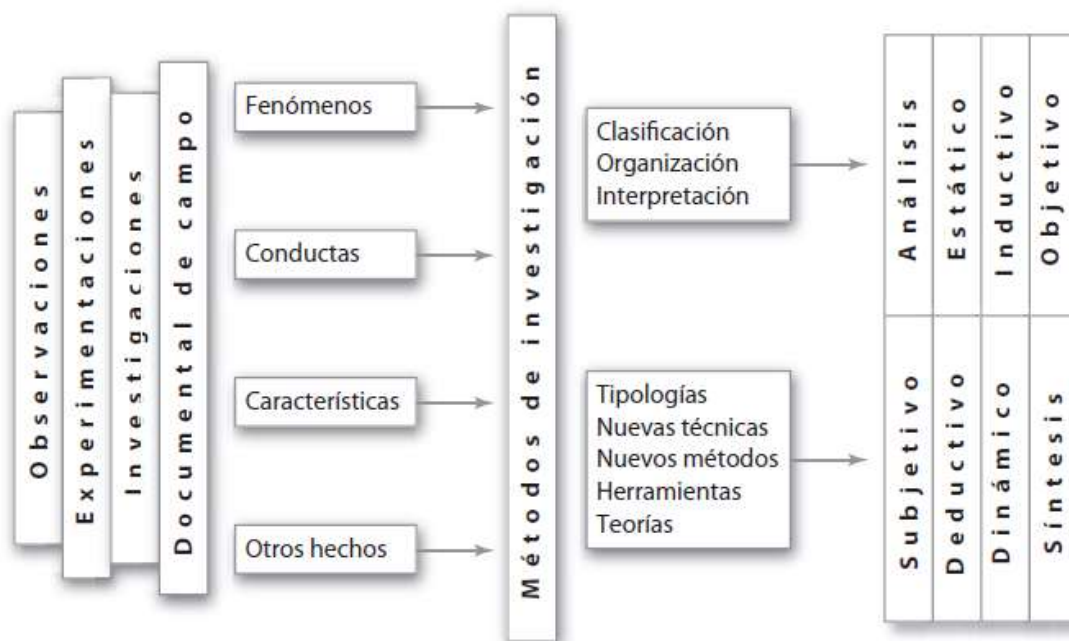 Observaciones
Experimentaciones
Investigaciones
Documental de campo
Fenómenos
Conductas
Características
Otros hechos
Métodos de investigación
Clasificación
Organización
Interpretación
Tipologías
Nuevas técnicas
Nuevos métodos
Herramientas
Teorías
Análisis
Estático
Inductivo
Objetivo
Subjetivo
Deductivo
Dinámico
Síntesis